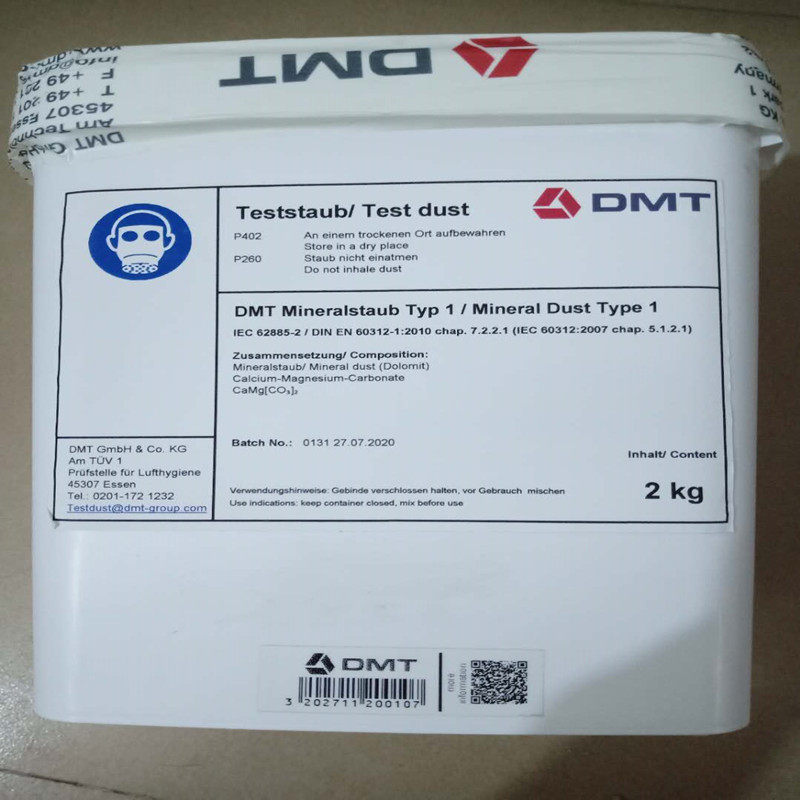 DMT
Teststaub/ Test dust
DMT
P402 An einem trockenen Ort aufbewahren
Store in a dry place
P260 Staub nicht einatmen
Do not inhale dust
DMT Mineralstaub Typ 1 / Mineral Dust Type 1
IEC 62885-2 / DIN EN 60312-1:2010 chap. 7.2.2.1 (IEC 60312:2007 chap. 5.1.2.1)
Zusammensetzung/ Composition:
Mineralstaub/ Mineral dust (Dolomit)
Calcium-Magnesium-Carbonate
CaMg[CO₃]₂
Batch No.: 0131 27.07.2020
Inhalt/ Content
2 kg
Verwendungshinweise: Gebinde verschlossen halten, vor Gebrauch mischen
Use indications: keep container closed, mix before use
DMT GmbH & Co. KG
Am TÜV 1
Prüfstelle für Lufthygiene
45307 Essen
Tel.: 0201-172 1232
Testdust@dmt-group.com
DMT
3 202711 200107
more
information